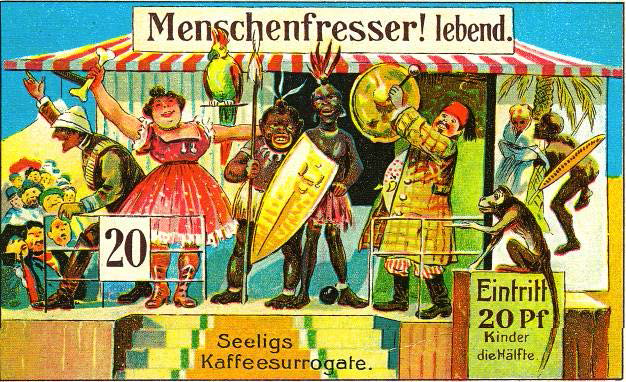 Menschenfresser! lebend.
20
Seeligs
Kaffeesurrogate.
Eintritt
20 Pf
Kinder
die Hälfte.